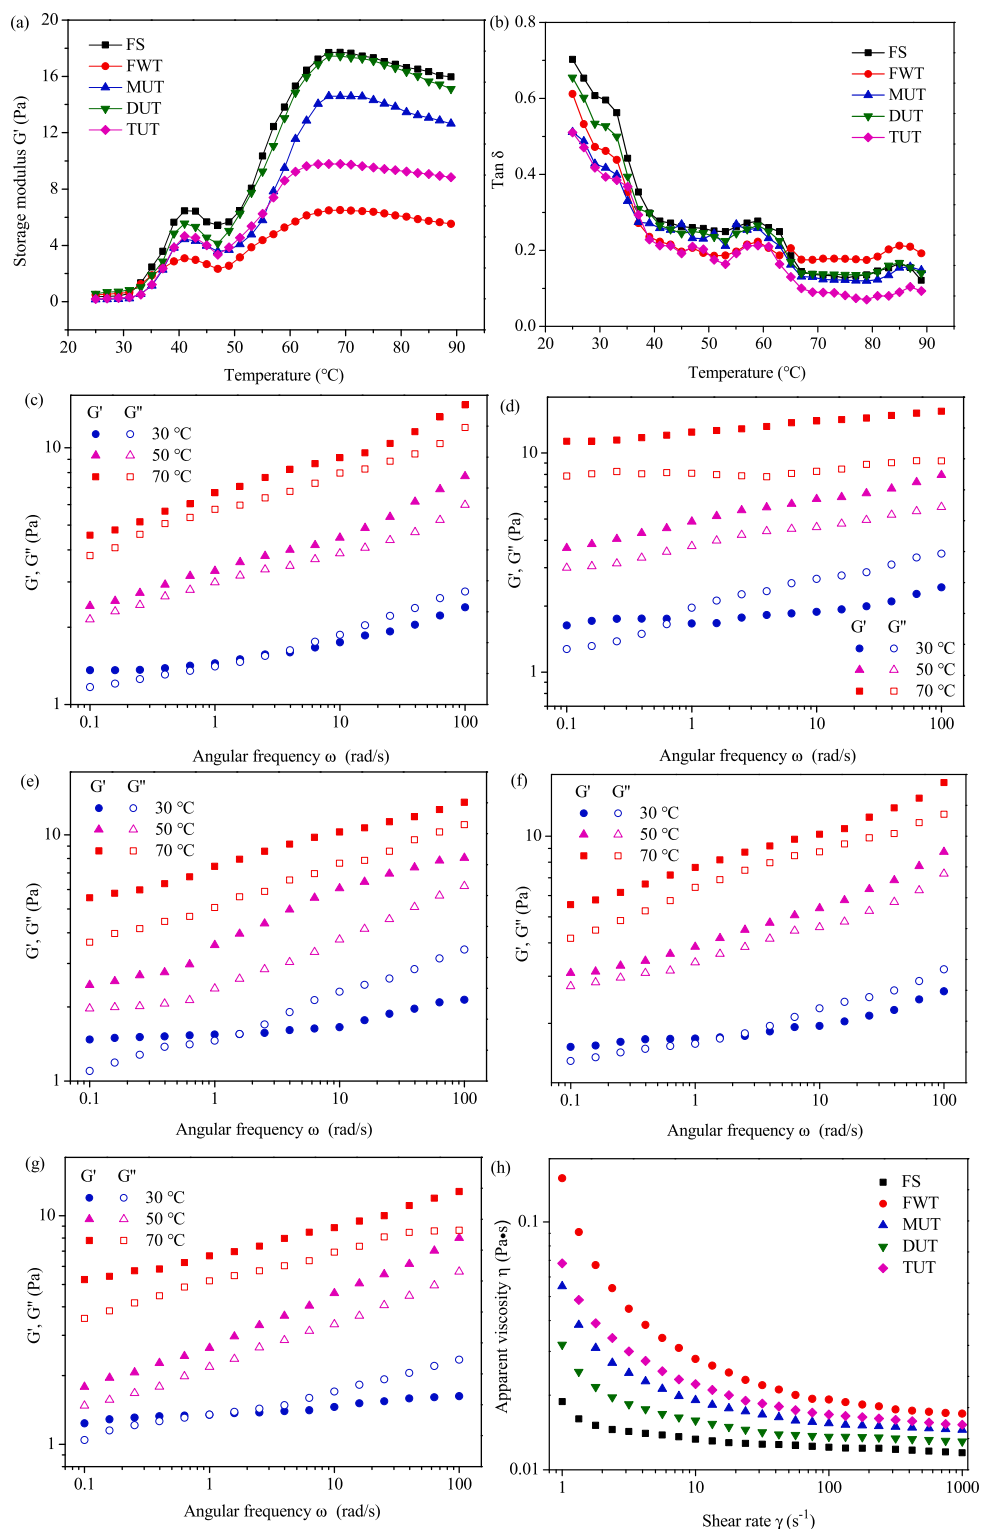 (a)
20
16
12
8
4
0
Storage modulus G' (Pa)
FS
FWT
MUT
DUT
TUT
20 30 40 50 60 70 80 90
Temperature (℃)
(b)
0.8
0.6
0.4
0.2
0.0
Tan δ
FS
FWT
MUT
DUT
TUT
20 30 40 50 60 70 80 90
Temperature (℃)
(c)
G' G''
30 ℃
50 ℃
70 ℃
10
1
G', G'' (Pa)
0.1 1 10 100
Angular frequency ω (rad/s)
(d)
10
1
G', G'' (Pa)
G' G''
30 ℃
50 ℃
70 ℃
0.1 1 10 100
Angular frequency ω (rad/s)
(e)
G' G''
30 ℃
50 ℃
70 ℃
10
1
G', G'' (Pa)
0.1 1 10 100
Angular frequency ω (rad/s)
(f)
G' G''
30 ℃
50 ℃
70 ℃
10
G', G'' (Pa)
0.1 1 10 100
Angular frequency ω (rad/s)
(g)
G' G''
30 ℃
50 ℃
70 ℃
10
1
G', G'' (Pa)
0.1 1 10 100
Angular frequency ω (rad/s)
(h)
FS
FWT
MUT
DUT
TUT
0.1
0.01
Apparent viscosity η (Pa•s)
1 10 100 1000
Shear rate γ (s⁻¹)